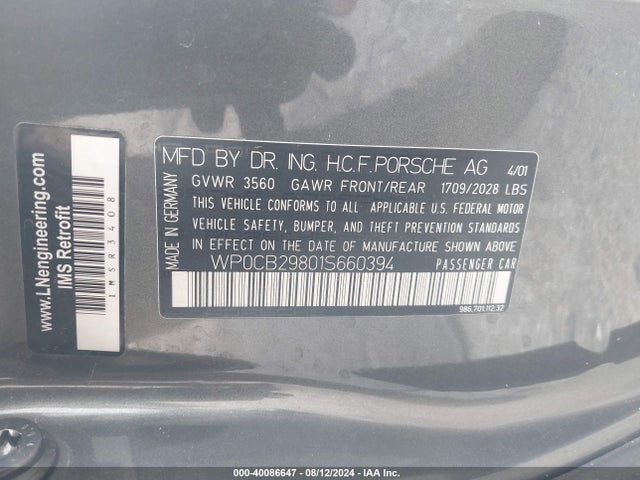 www.LNengineering.com
IMS Retrofit
1MSR3408
MFD BY DR. ING. H.C.F. PORSCHE AG 4/01
GVWR 3560 GAWR FRONT/REAR 1709/2028 LBS
THIS VEHICLE CONFORMS TO ALL APPLICABLE U.S. FEDERAL MOTOR
VEHICLE SAFETY, BUMPER, AND THEFT PREVENTION STANDARDS
IN EFFECT ON THE DATE OF MANUFACTURE SHOWN ABOVE
WP0CB29801S660394 PASSENGER CAR
MADE IN GERMANY
986.701.112.32
000-40086647 - 08/12/2024 - IAA Inc.